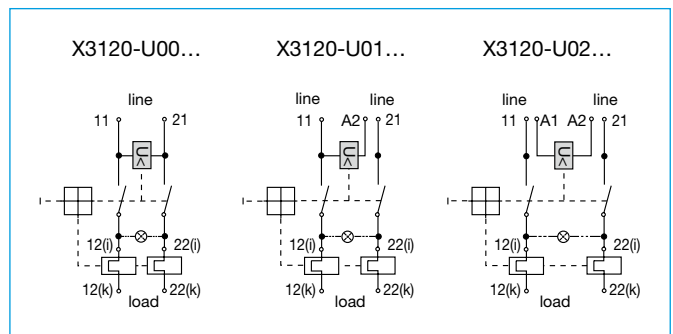 X3120-U00...
line
11 21
U<
12(i) 22(i)
12(k) 22(k)
load
X3120-U01...
line line
11 A2 21
U<
12(i) 22(i)
12(k) 22(k)
load
X3120-U02...
line line
11 A1 A2 21
U<
12(i) 22(i)
12(k) 22(k)
load